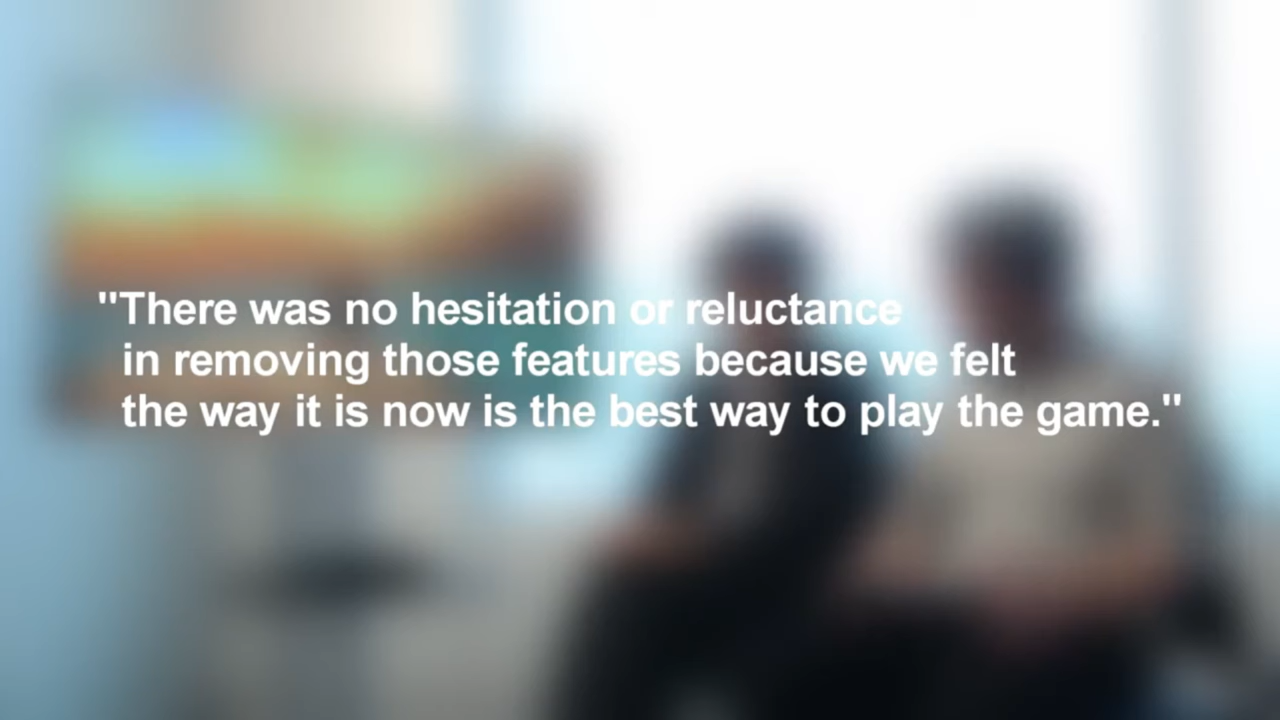 "There was no hesitation or reluctance
in removing those features because we felt
the way it is now is the best way to play the game."